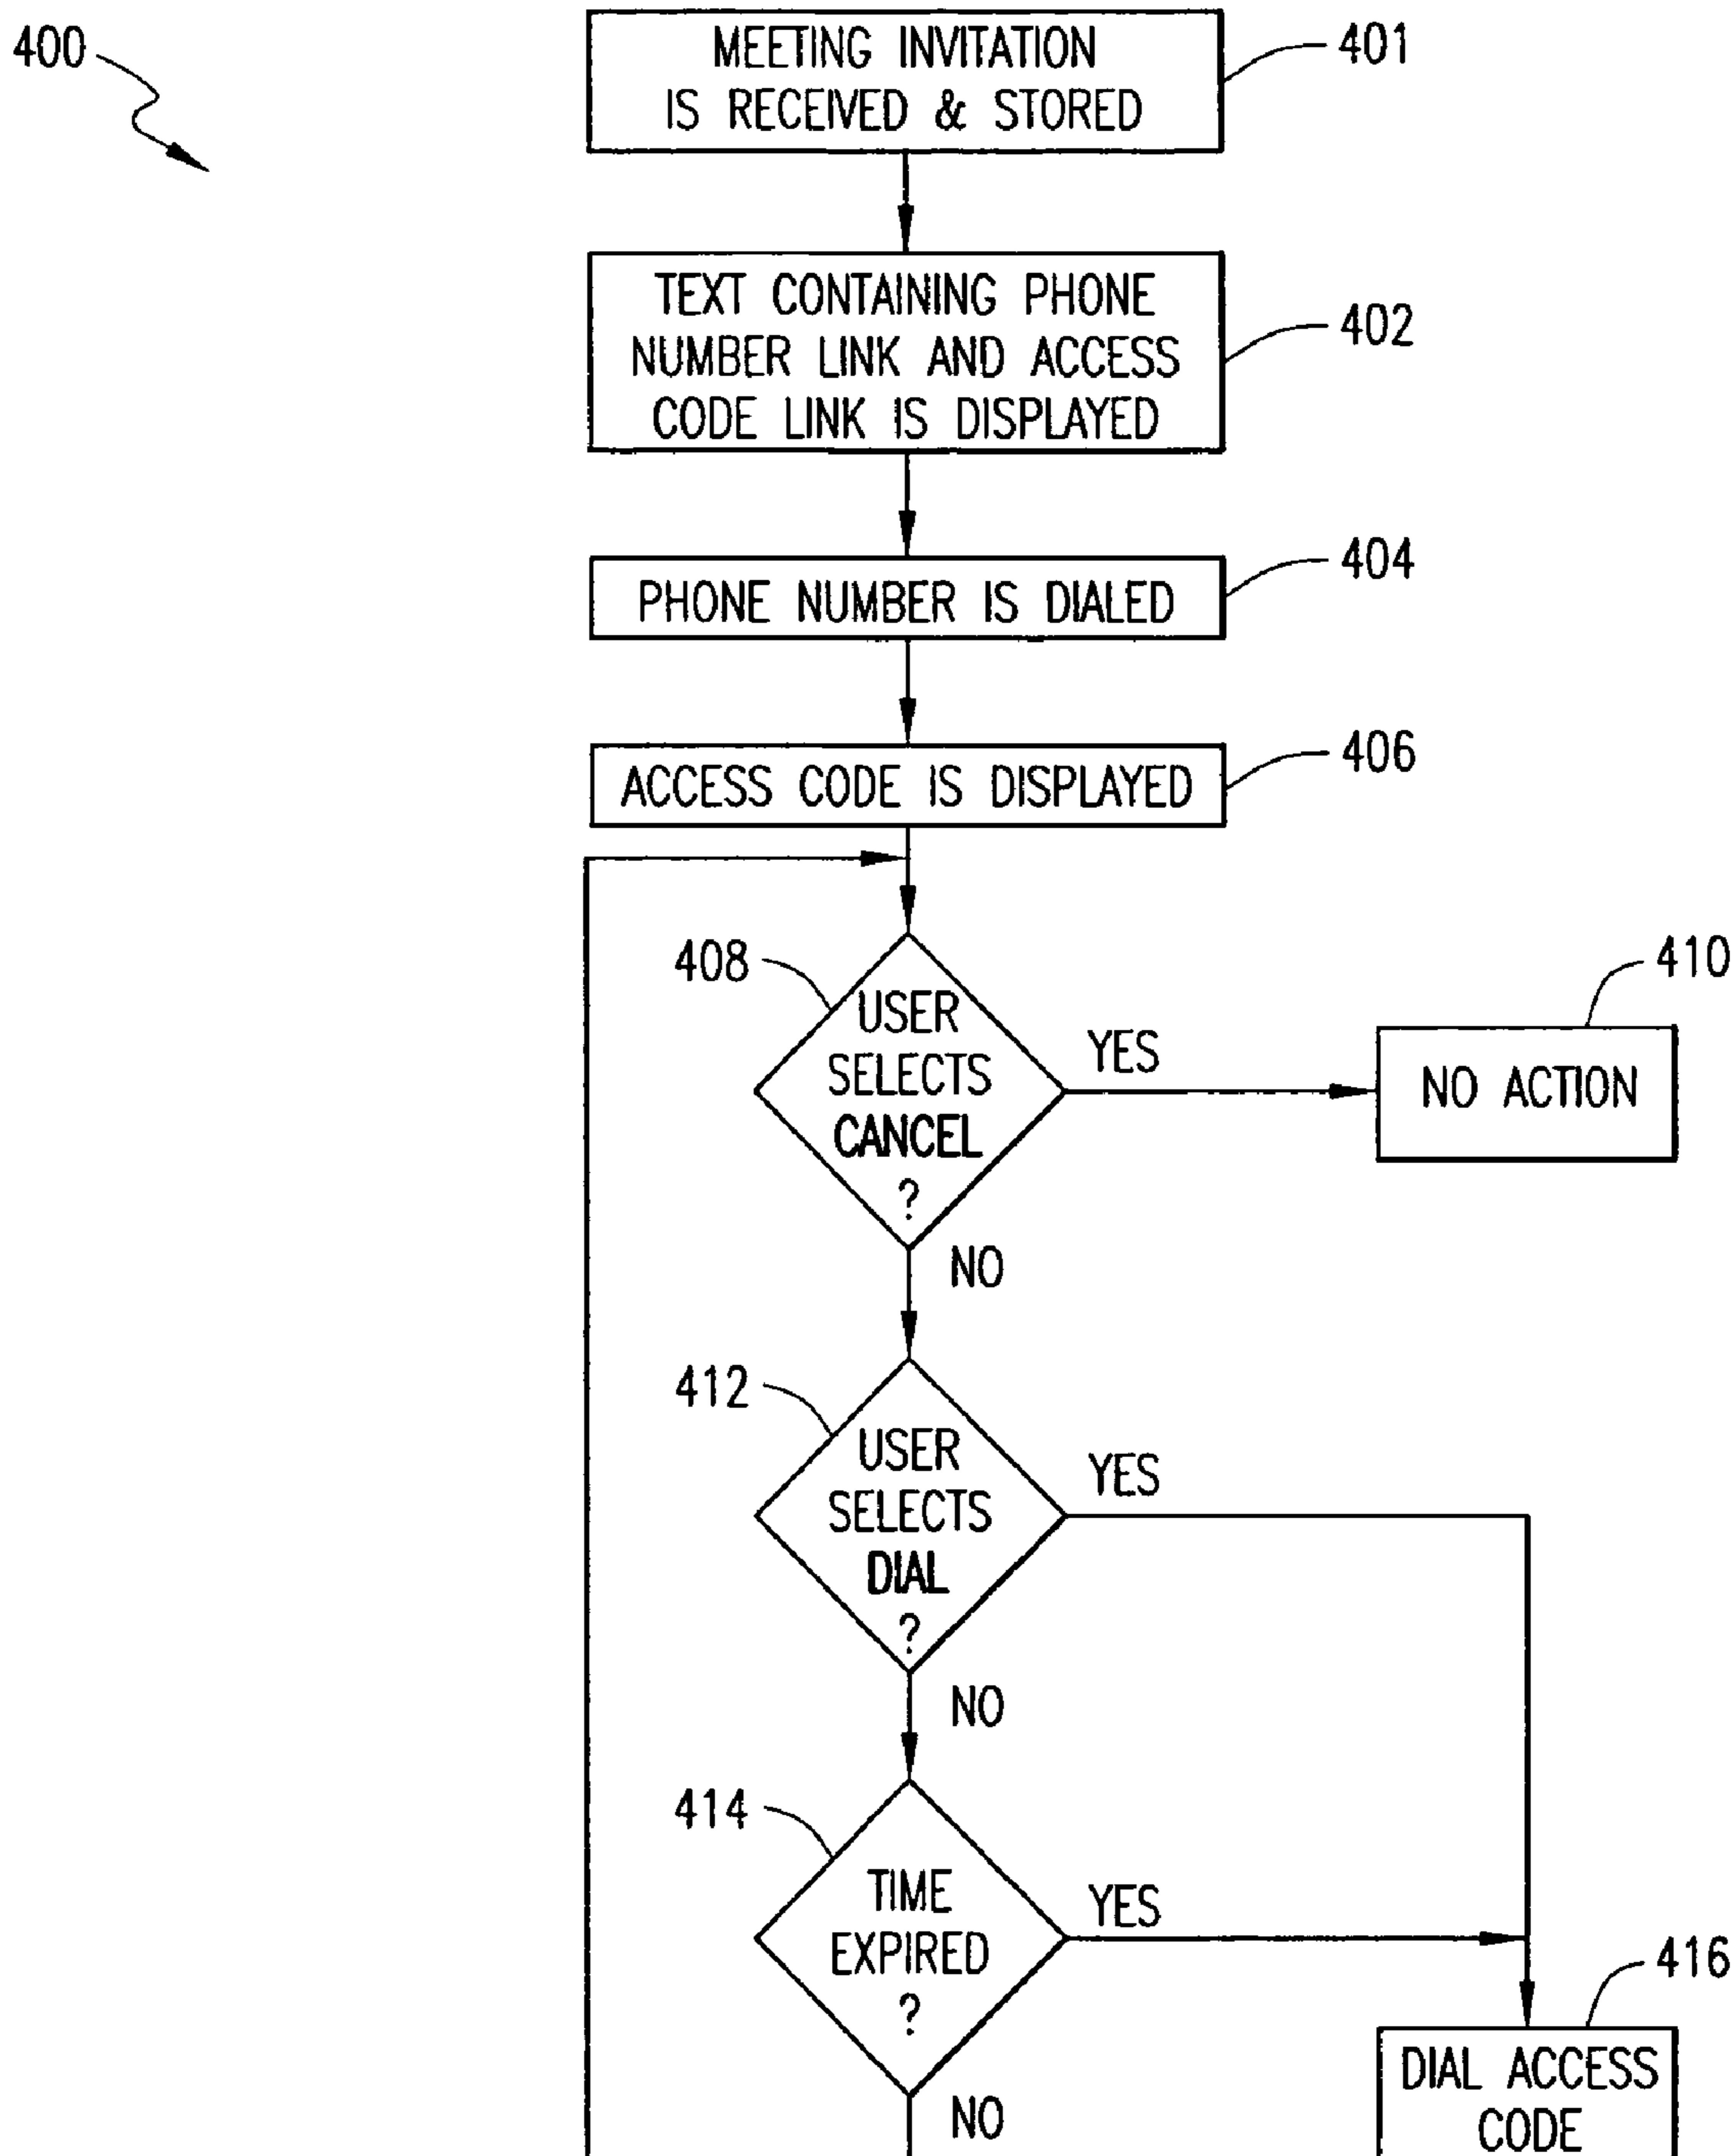 400
MEETING INVITATION
IS RECEIVED & STORED
401
TEXT CONTAINING PHONE
NUMBER LINK AND ACCESS
CODE LINK IS DISPLAYED
402
PHONE NUMBER IS DIALED
404
ACCESS CODE IS DISPLAYED
406
408
USER
SELECTS
CANCEL
?
YES
NO ACTION
410
NO
412
USER
SELECTS
DIAL
?
YES
NO
414
TIME
EXPIRED
?
YES
416
DIAL ACCESS
CODE
NO